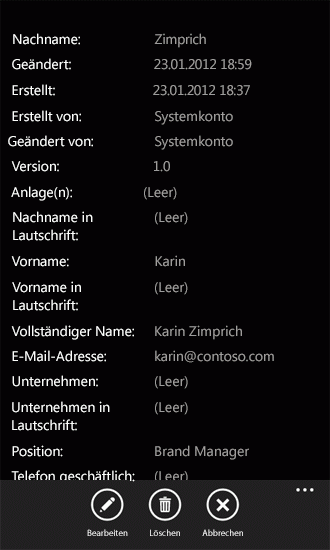 Nachname: Zimprich
Geändert: 23.01.2012 18:59
Erstellt: 23.01.2012 18:37
Erstellt von: Systemkonto
Geändert von: Systemkonto
Version: 1.0
Anlage(n): (Leer)
Nachname in (Leer)
Lautschrift:
Vorname: Karin
Vorname in (Leer)
Lautschrift:
Vollständiger Name: Karin Zimprich
E-Mail-Adresse: karin@contoso.com
Unternehmen: (Leer)
Unternehmen in (Leer)
Lautschrift:
Position: Brand Manager
Telefon geschäftlich: (Leer)
Bearbeiten Löschen Abbrechen